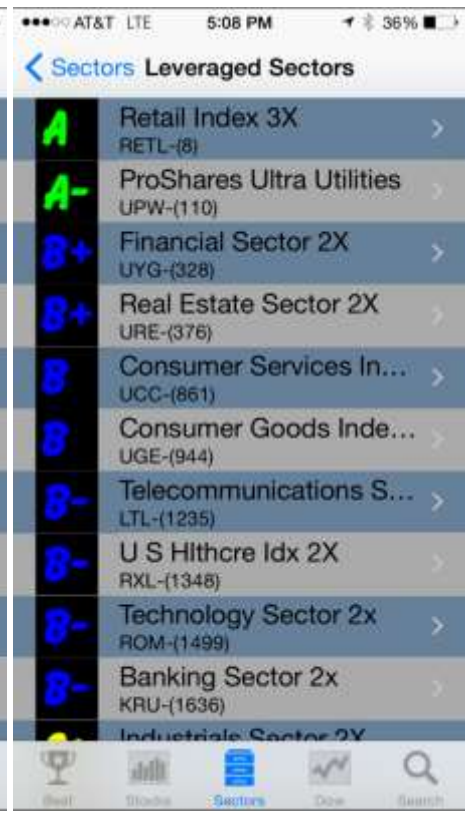 AT&T LTE 5:08 PM 36%
Sectors Leveraged Sectors
A
Retail Index 3X
RETL-(8)
A-
ProShares Ultra Utilities
UPW-(110)
B+
Financial Sector 2X
UYG-(328)
B+
Real Estate Sector 2X
URE-(376)
B
Consumer Services In...
UCC-(861)
B
Consumer Goods Inde...
UGE-(944)
B-
Telecommunications S...
LTL-(1235)
B-
U S Hlthcre Idx 2X
RXL-(1348)
B-
Technology Sector 2x
ROM-(1499)
B-
Banking Sector 2x
KRU-(1636)
Industrials Sector 2X
Stocks Sectors Dow Search